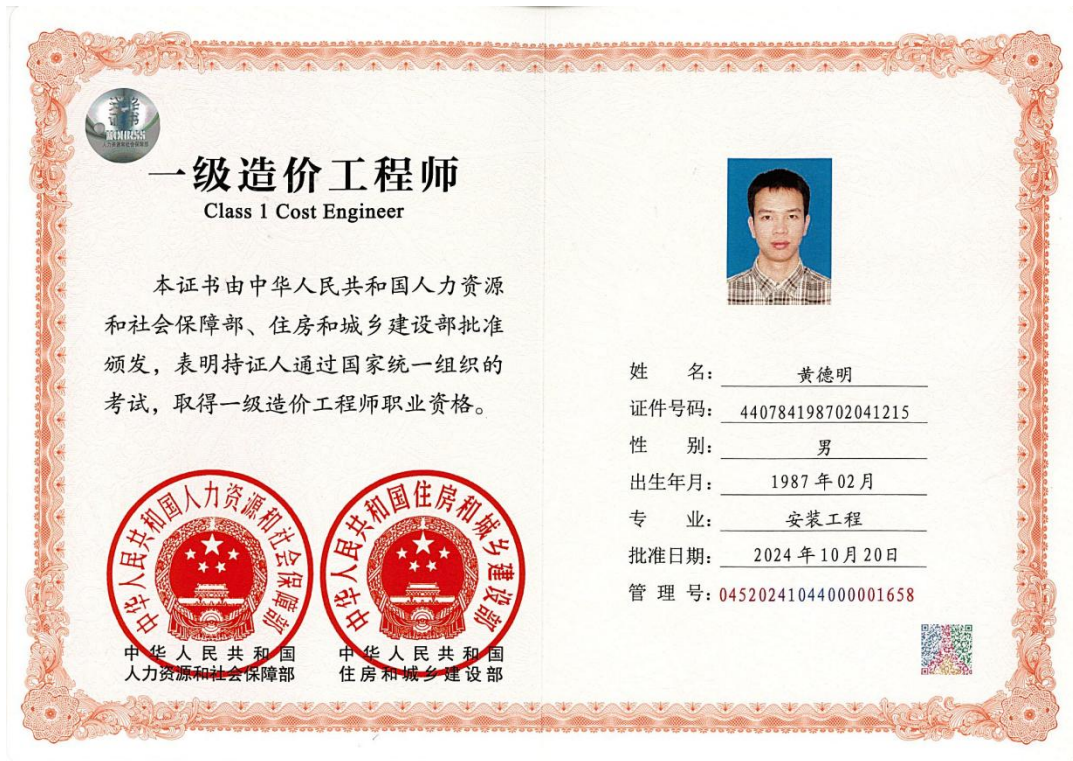 一级造价工程师
Class 1 Cost Engineer
本证书由中华人民共和国人力资源
和社会保障部、住房和城乡建设部批准
颁发，表明持证人通过国家统一组织的
考试，取得一级造价工程师职业资格。
中华人民共和国人力资源和社会保障部
中华人民共和国住房和城乡建设部
中华人民共和国
人力资源和社会保障部
中华人民共和国
住房和城乡建设部
姓名：黄德明
证件号码：440784198702041215
性别：男
出生年月：1987年02月
专业：安装工程
批准日期：2024年10月20日
管理号：04520241044000001658